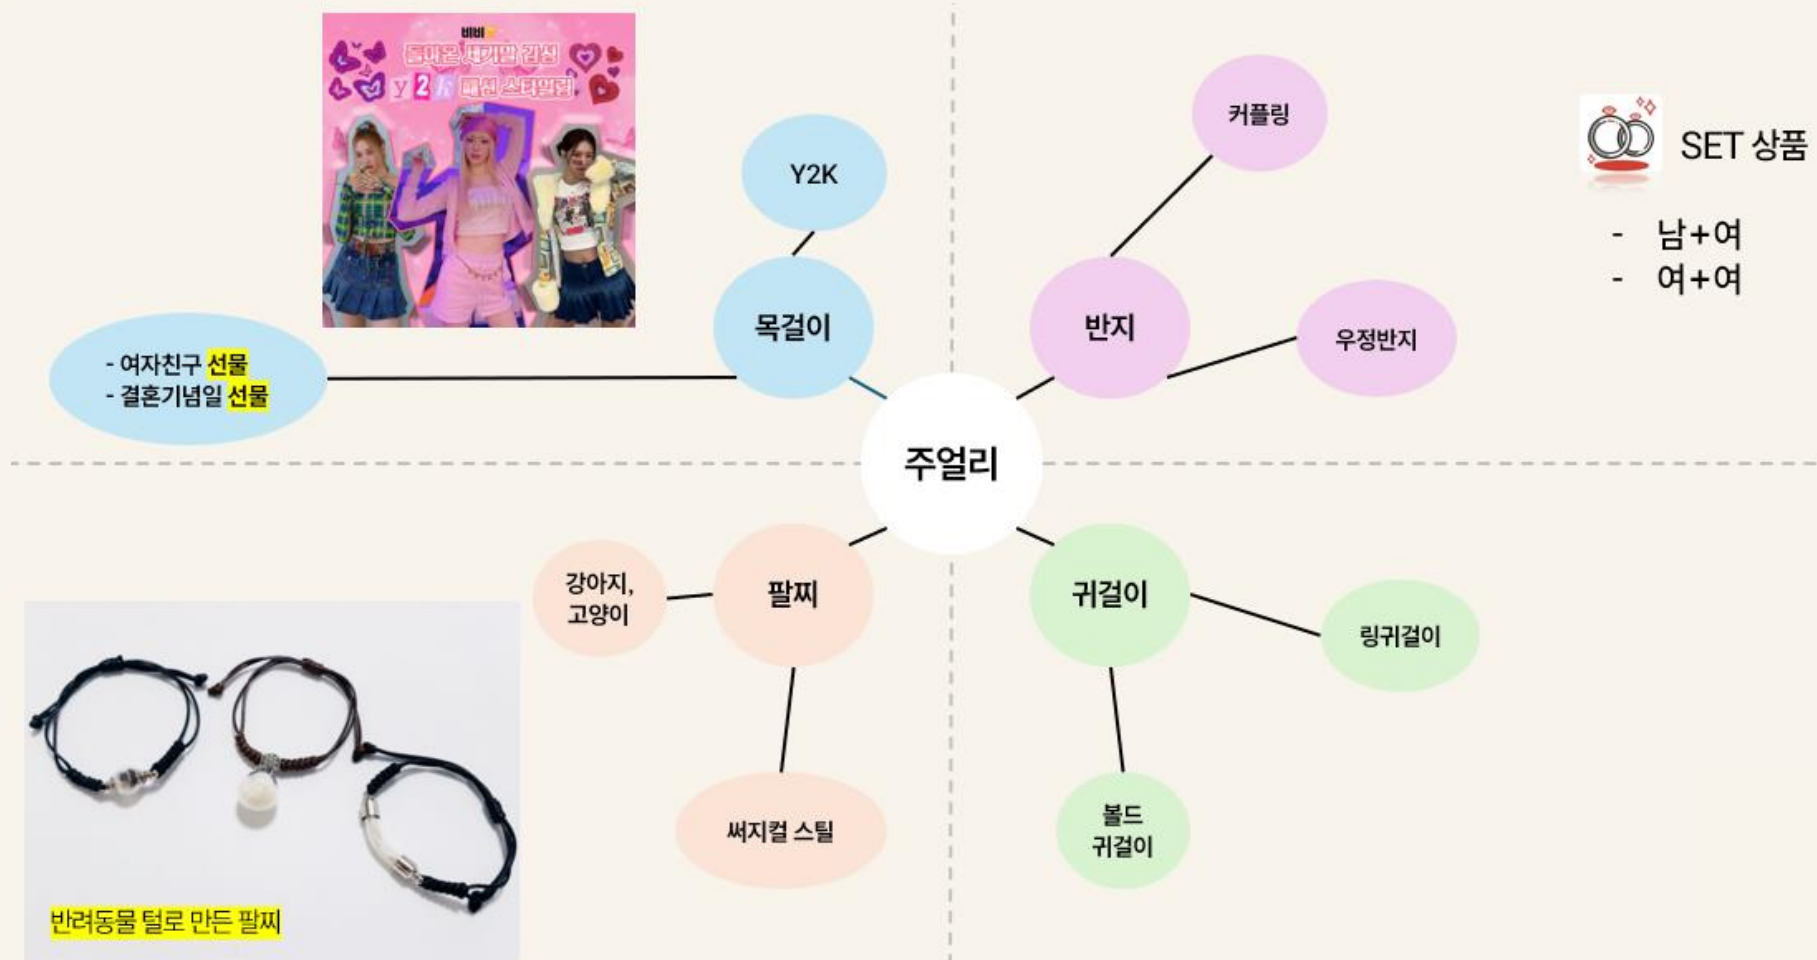 비비
돌아온 세기말 감성
y2k 패션 스타일링
Y2K
목걸이
- 여자친구 선물
- 결혼기념일 선물
커플링
반지
우정반지
SET 상품
- 남+여
- 여+여
주얼리
강아지,
고양이
팔찌
써지컬 스틸
반려동물 털로 만든 팔찌
귀걸이
링귀걸이
볼드
귀걸이